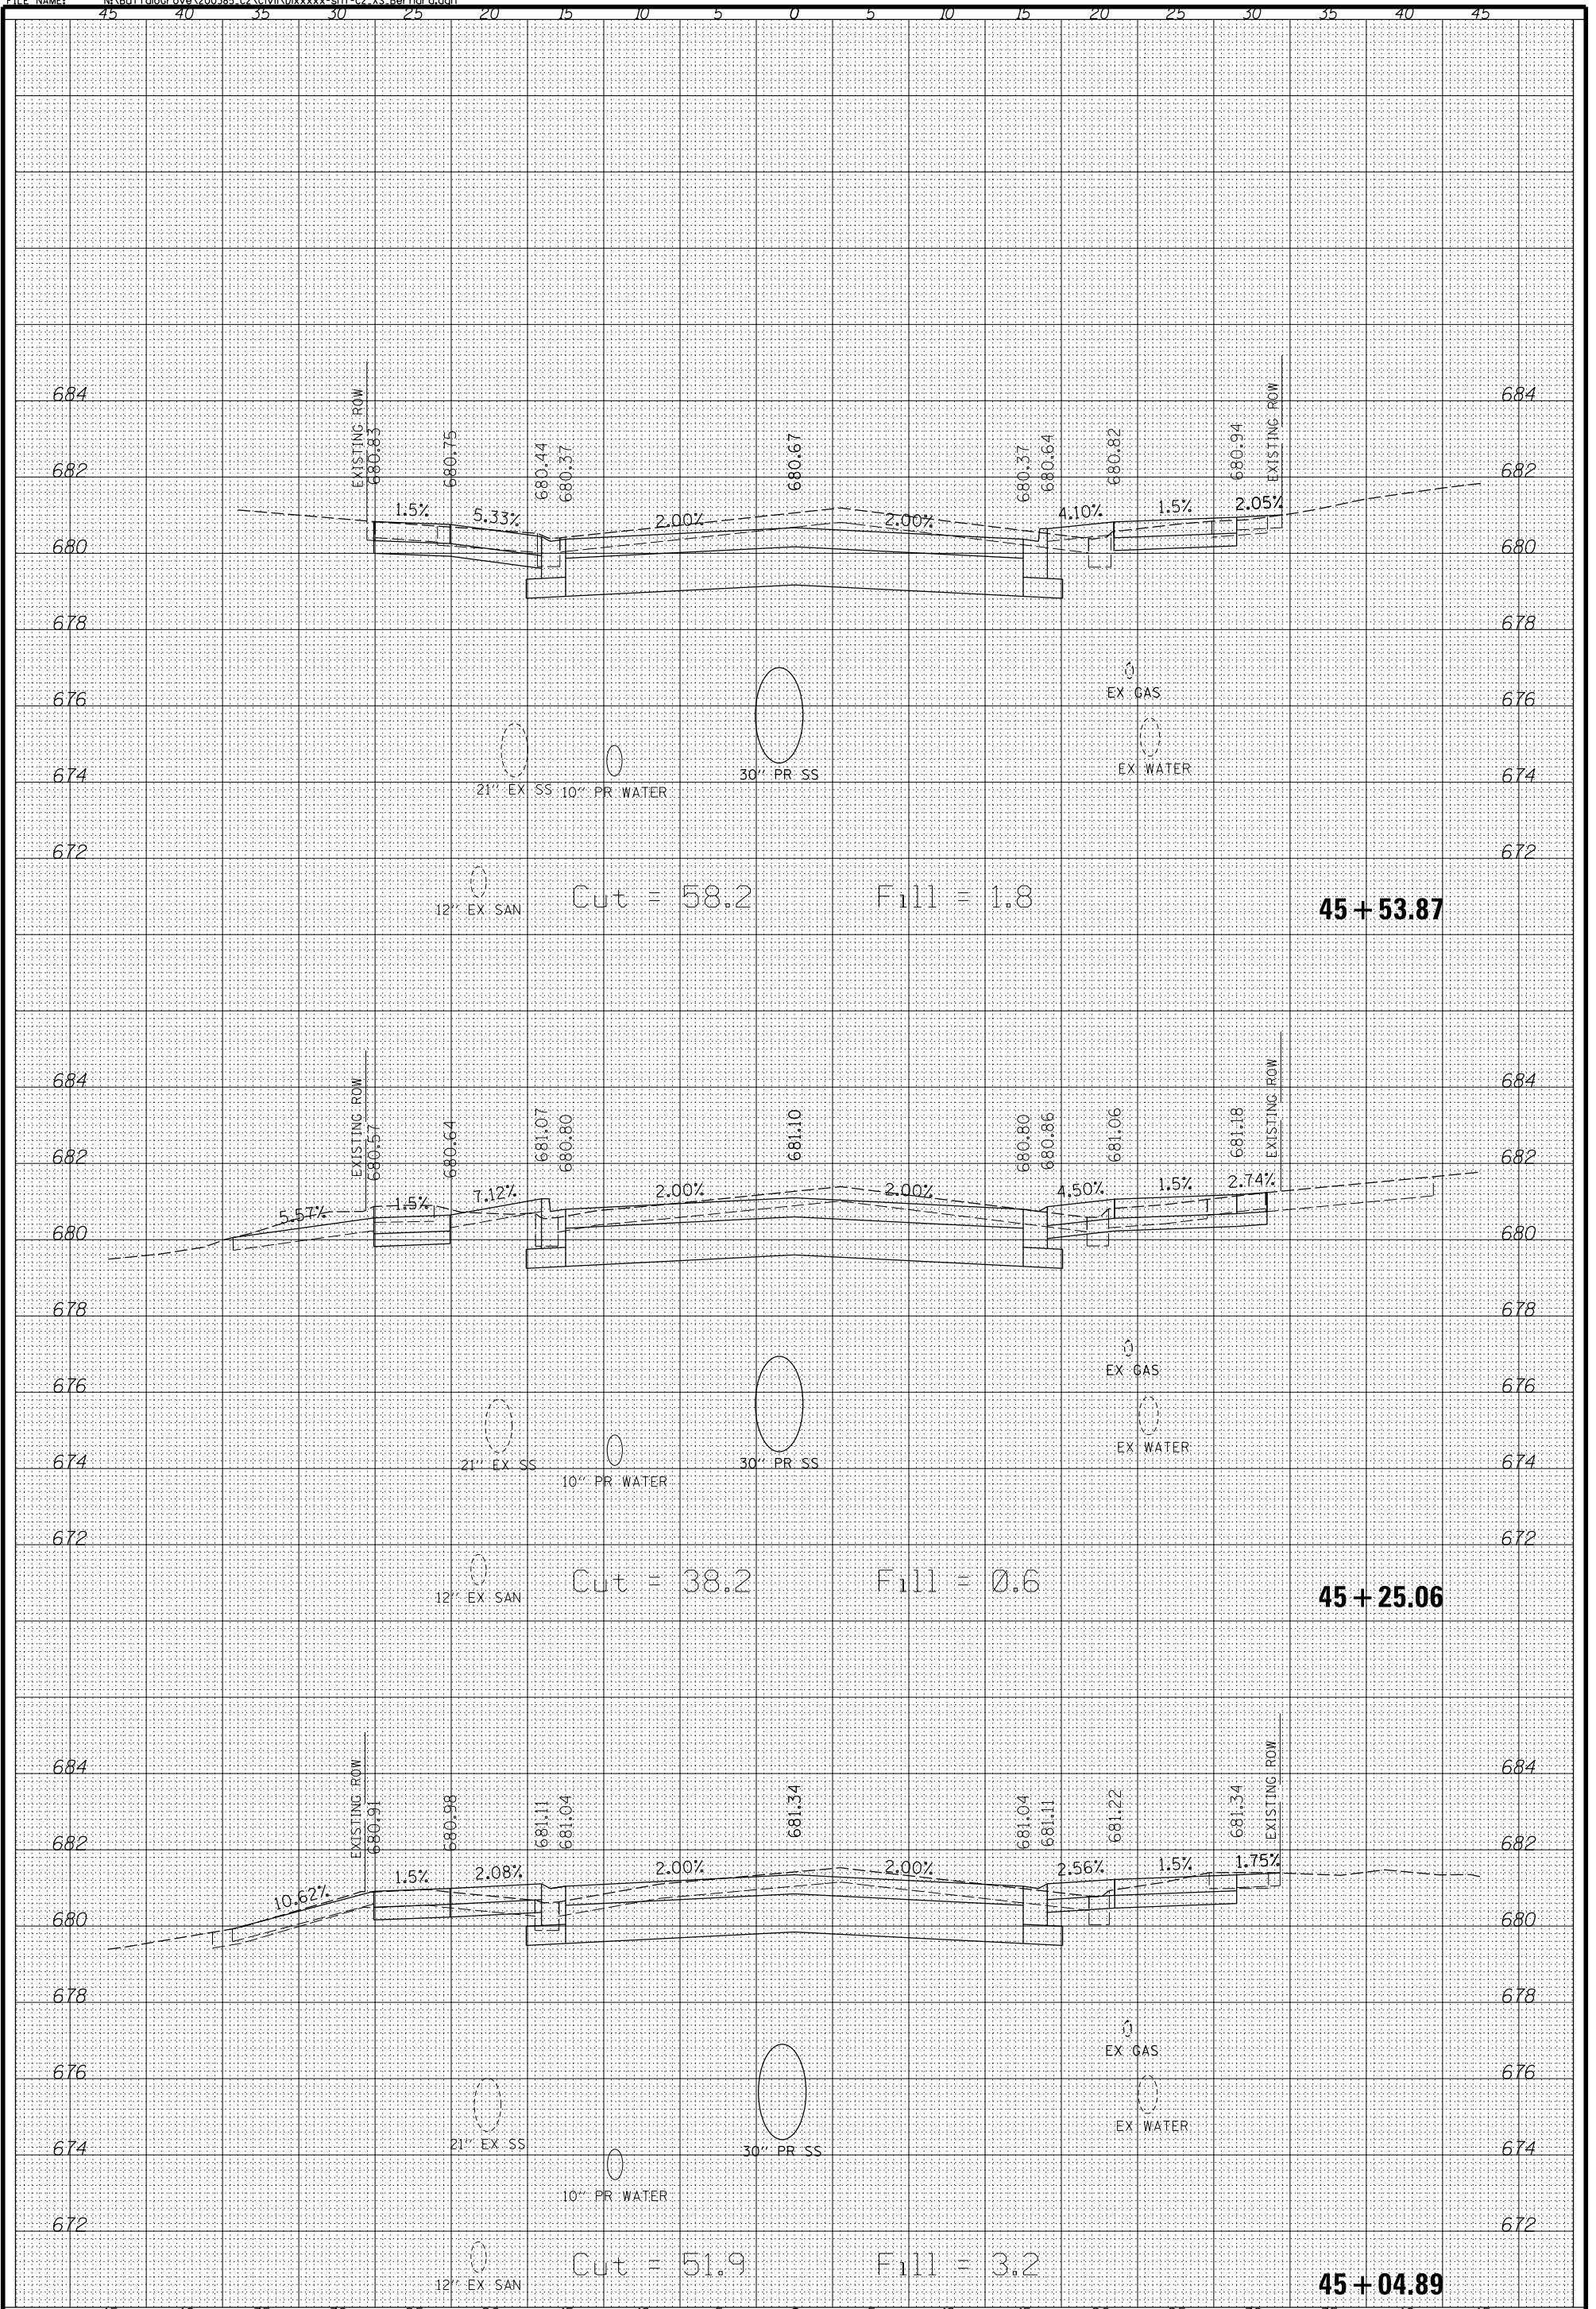 FILE NAME:
45 40 35 30 25 20 15 10 5 0 5 10 15 20 25 30 35 40 45
684 EXISTING ROW 680.83 680.75 680.44 680.37 680.67 680.37 680.64 680.82 680.94 EXISTING ROW 684
682 682
1.5% 5.33% 2.00% 2.00% 4.10% 1.5% 2.05%
680 680
678 678
EX GAS
676 676
EX WATER
674 30" PR SS 674
21" EX SS 10" PR WATER
672 672
12" EX SAN Cut = 58.2 Fill = 1.8 45+53.87
684 EXISTING ROW 680.57 680.64 681.07 680.80 681.10 680.80 680.86 681.06 681.18 EXISTING ROW 684
682 682
5.57% 1.5% 7.12% 2.00% 2.00% 4.50% 1.5% 2.74%
680 680
678 678
EX GAS
676 676
EX WATER
674 21" EX SS 30" PR SS 674
10" PR WATER
672 672
12" EX SAN Cut = 38.2 Fill = 0.6 45+25.06
684 EXISTING ROW 680.91 680.98 681.11 681.04 681.34 681.04 681.11 681.22 681.34 EXISTING ROW 684
682 682
10.62% 1.5% 2.08% 2.00% 2.00% 2.56% 1.5% 1.75%
680 680
678 678
EX GAS
676 676
EX WATER
674 21" EX SS 30" PR SS 674
10" PR WATER
672 672
12" EX SAN Cut = 51.9 Fill = 3.2 45+04.89